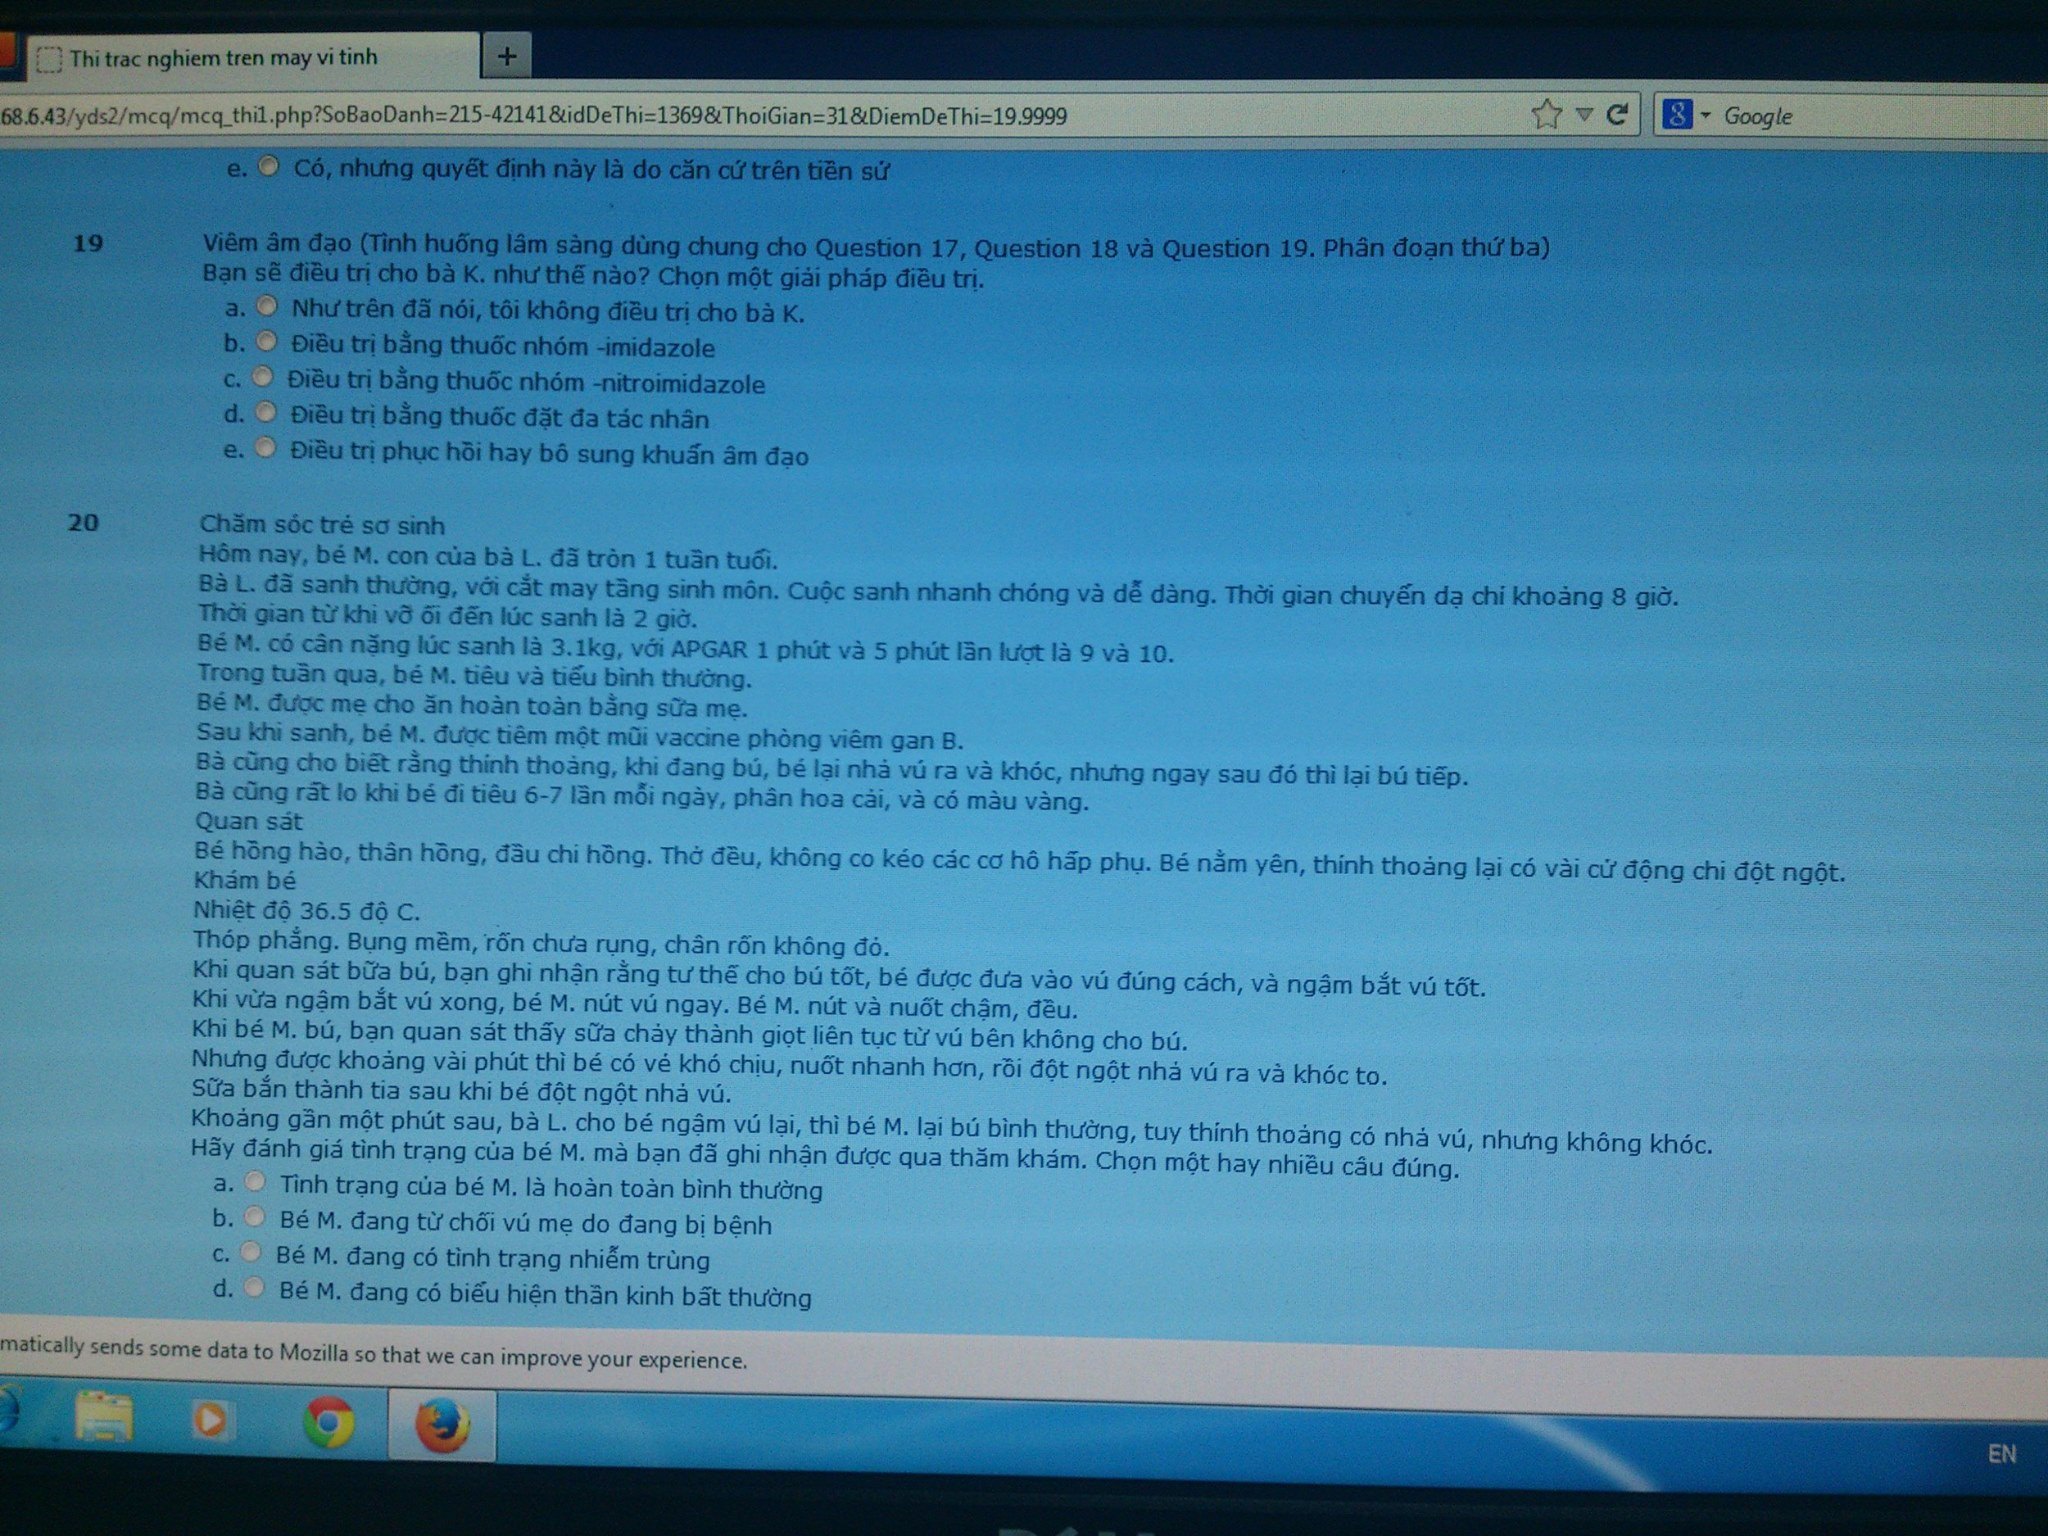 Thi trac nghiem tren may vi tinh
+
68.6.43/yds2/mcq/mcq_thi1.php?SoBaoDanh=215-42141&idDeThi=1369&ThoiGian=31&DiemDeThi=19.9999
8 Google
e. Có, nhưng quyết định này là do căn cứ trên tiền sử
19 Viêm âm đạo (Tình huống lâm sàng dùng chung cho Question 17, Question 18 và Question 19. Phân đoạn thứ ba)
Bạn sẽ điều trị cho bà K. như thế nào? Chọn một giải pháp điều trị.
a. Như trên đã nói, tôi không điều trị cho bà K.
b. Điều trị bằng thuốc nhóm -imidazole
c. Điều trị bằng thuốc nhóm -nitroimidazole
d. Điều trị bằng thuốc đặt đa tác nhân
e. Điều trị phục hồi hay bổ sung khuẩn âm đạo
20 Chăm sóc trẻ sơ sinh
Hôm nay, bé M. con của bà L. đã tròn 1 tuần tuổi.
Bà L. đã sanh thường, với cắt may tầng sinh môn. Cuộc sanh nhanh chóng và dễ dàng. Thời gian chuyển dạ chỉ khoảng 8 giờ.
Thời gian từ khi vỡ ối đến lúc sanh là 2 giờ.
Bé M. có cân nặng lúc sanh là 3.1kg, với APGAR 1 phút và 5 phút lần lượt là 9 và 10.
Trong tuần qua, bé M. tiêu và tiểu bình thường.
Bé M. được mẹ cho ăn hoàn toàn bằng sữa mẹ.
Sau khi sanh, bé M. được tiêm một mũi vaccine phòng viêm gan B.
Bà cũng cho biết rằng thỉnh thoảng, khi đang bú, bé lại nhả vú ra và khóc, nhưng ngay sau đó thì lại bú tiếp.
Bà cũng rất lo khi bé đi tiêu 6-7 lần mỗi ngày, phân hoa cải, và có màu vàng.
Quan sát
Bé hồng hào, thân hồng, đầu chi hồng. Thở đều, không co kéo các cơ hô hấp phụ. Bé nằm yên, thỉnh thoảng lại có vài cử động chi đột ngột.
Khám bé
Nhiệt độ 36.5 độ C.
Thóp phẳng. Bụng mềm, rốn chưa rụng, chân rốn không đỏ.
Khi quan sát bữa bú, bạn ghi nhận rằng tư thế cho bú tốt, bé được đưa vào vú đúng cách, và ngậm bắt vú tốt.
Khi vừa ngậm bắt vú xong, bé M. nút vú ngay. Bé M. nút và nuốt chậm, đều.
Khi bé M. bú, bạn quan sát thấy sữa chảy thành giọt liên tục từ vú bên không cho bú.
Nhưng được khoảng vài phút thì bé có vẻ khó chịu, nuốt nhanh hơn, rồi đột ngột nhả vú ra và khóc to.
Sữa bắn thành tia sau khi bé đột ngột nhả vú.
Khoảng gần một phút sau, bà L. cho bé ngậm vú lại, thì bé M. lại bú bình thường, tuy thỉnh thoảng có nhả vú, nhưng không khóc.
Hãy đánh giá tình trạng của bé M. mà bạn đã ghi nhận được qua thăm khám. Chọn một hay nhiều câu đúng.
a. Tình trạng của bé M. là hoàn toàn bình thường
b. Bé M. đang từ chối vú mẹ do đang bị bệnh
c. Bé M. đang có tình trạng nhiễm trùng
d. Bé M. đang có biểu hiện thần kinh bất thường
matically sends some data to Mozilla so that we can improve your experience.
EN